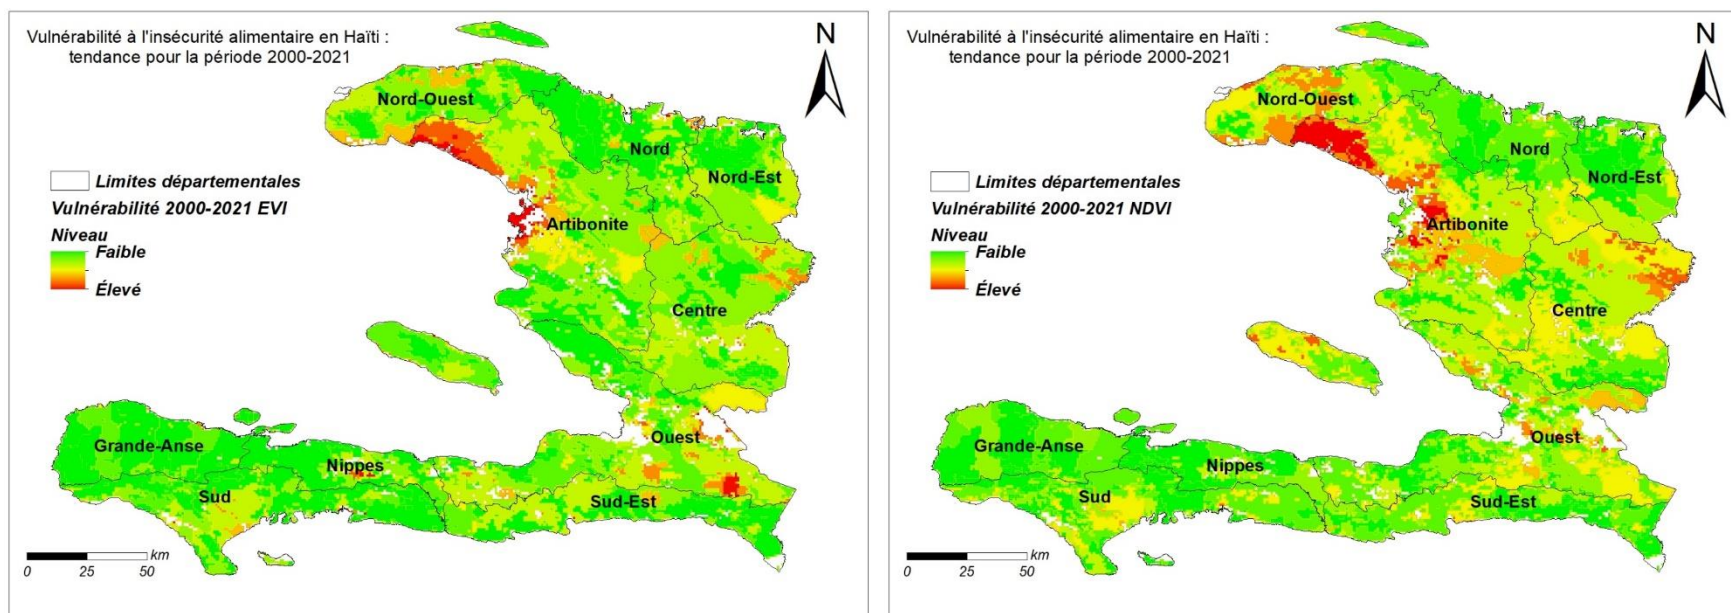 Vulnérabilité à l'insécurité alimentaire en Haïti :
tendance pour la période 2000-2021
N
Nord-Ouest
Nord
Nord-Est
Limites départementales
Vulnérabilité 2000-2021 EVI
Niveau
Faible
Élevé
Artibonite
Centre
Ouest
Grande-Anse
Nippes
Sud
Sud-Est
km
0 25 50
Vulnérabilité à l'insécurité alimentaire en Haïti :
tendance pour la période 2000-2021
N
Nord-Ouest
Nord
Nord-Est
Limites départementales
Vulnérabilité 2000-2021 NDVI
Niveau
Faible
Élevé
Artibonite
Centre
Ouest
Grande-Anse
Nippes
Sud
Sud-Est
km
0 25 50